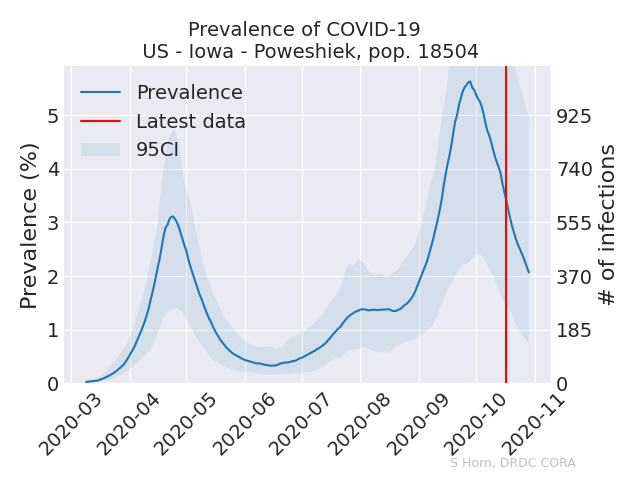 Prevalence of COVID-19
US - Iowa - Poweshiek, pop. 18504
Prevalence
Latest data
95CI
Prevalence (%)
5
4
3
2
1
0
925
740
555
370
185
0
# of infections
2020-03
2020-04
2020-05
2020-06
2020-07
2020-08
2020-09
2020-10
2020-11
S Horn, DRDC CORA